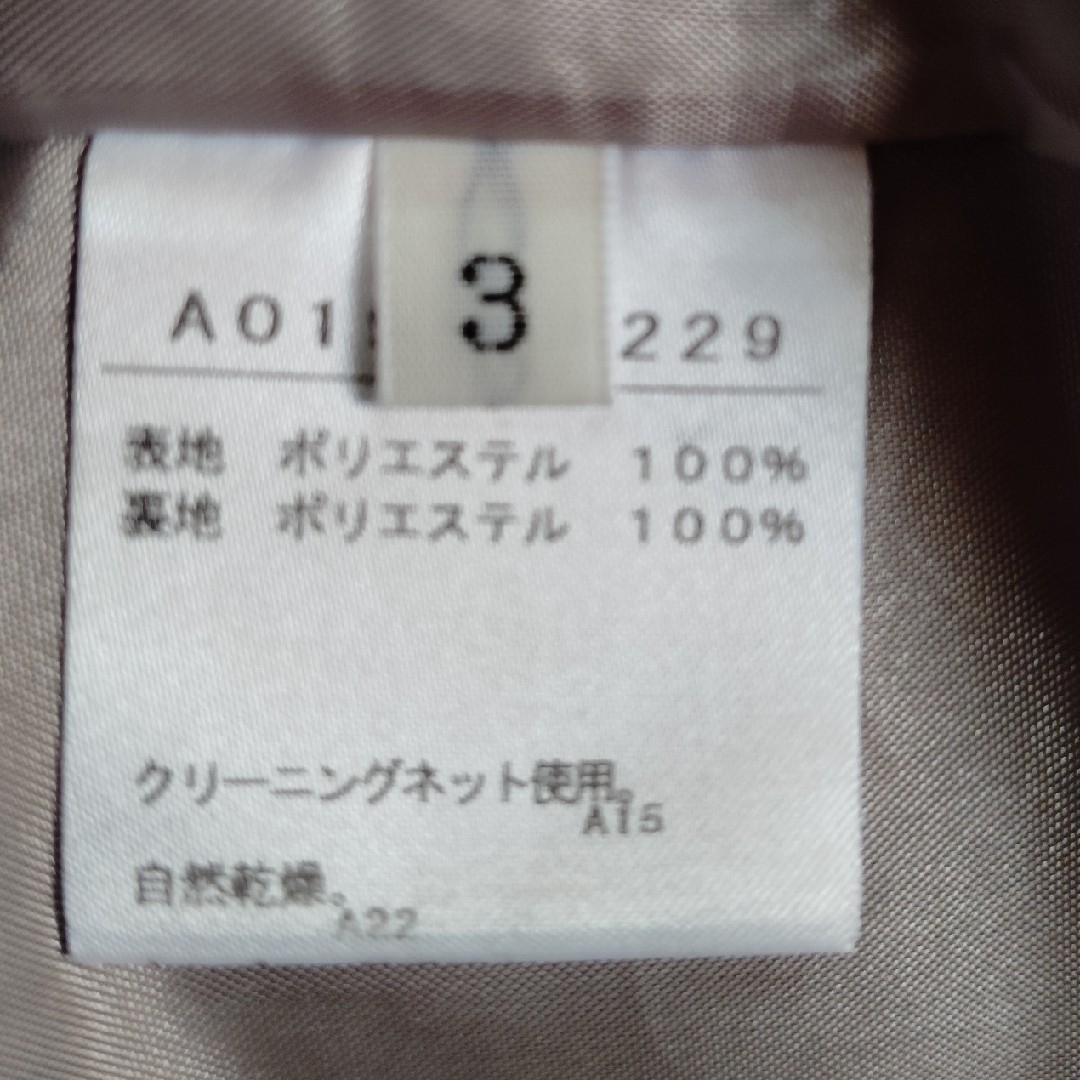 3
A01 229
表地 ポリエステル 100%
裏地 ポリエステル 100%
クリーニングネット使用。
A15
自然乾燥。
A22